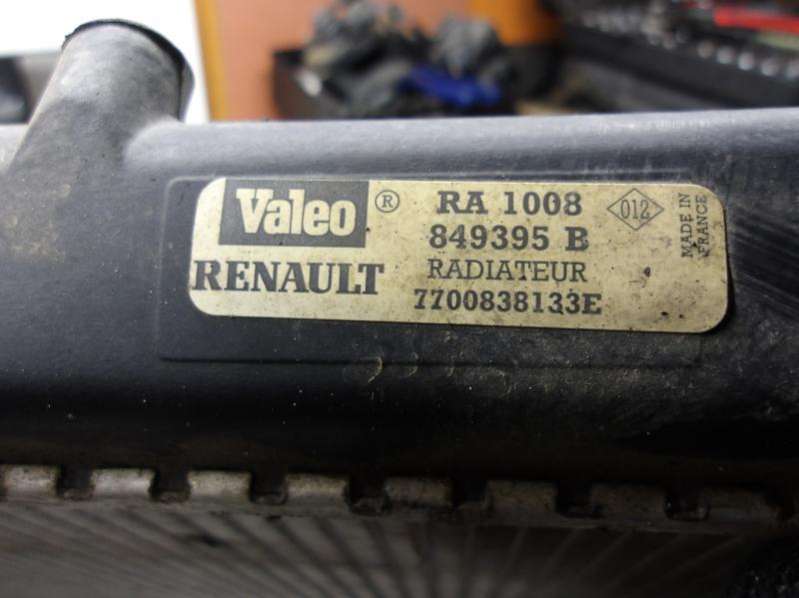 Valeo ® RA 1008 012
849395 B
RENAULT RADIATEUR
7700838133E
MADE IN
FRANCE